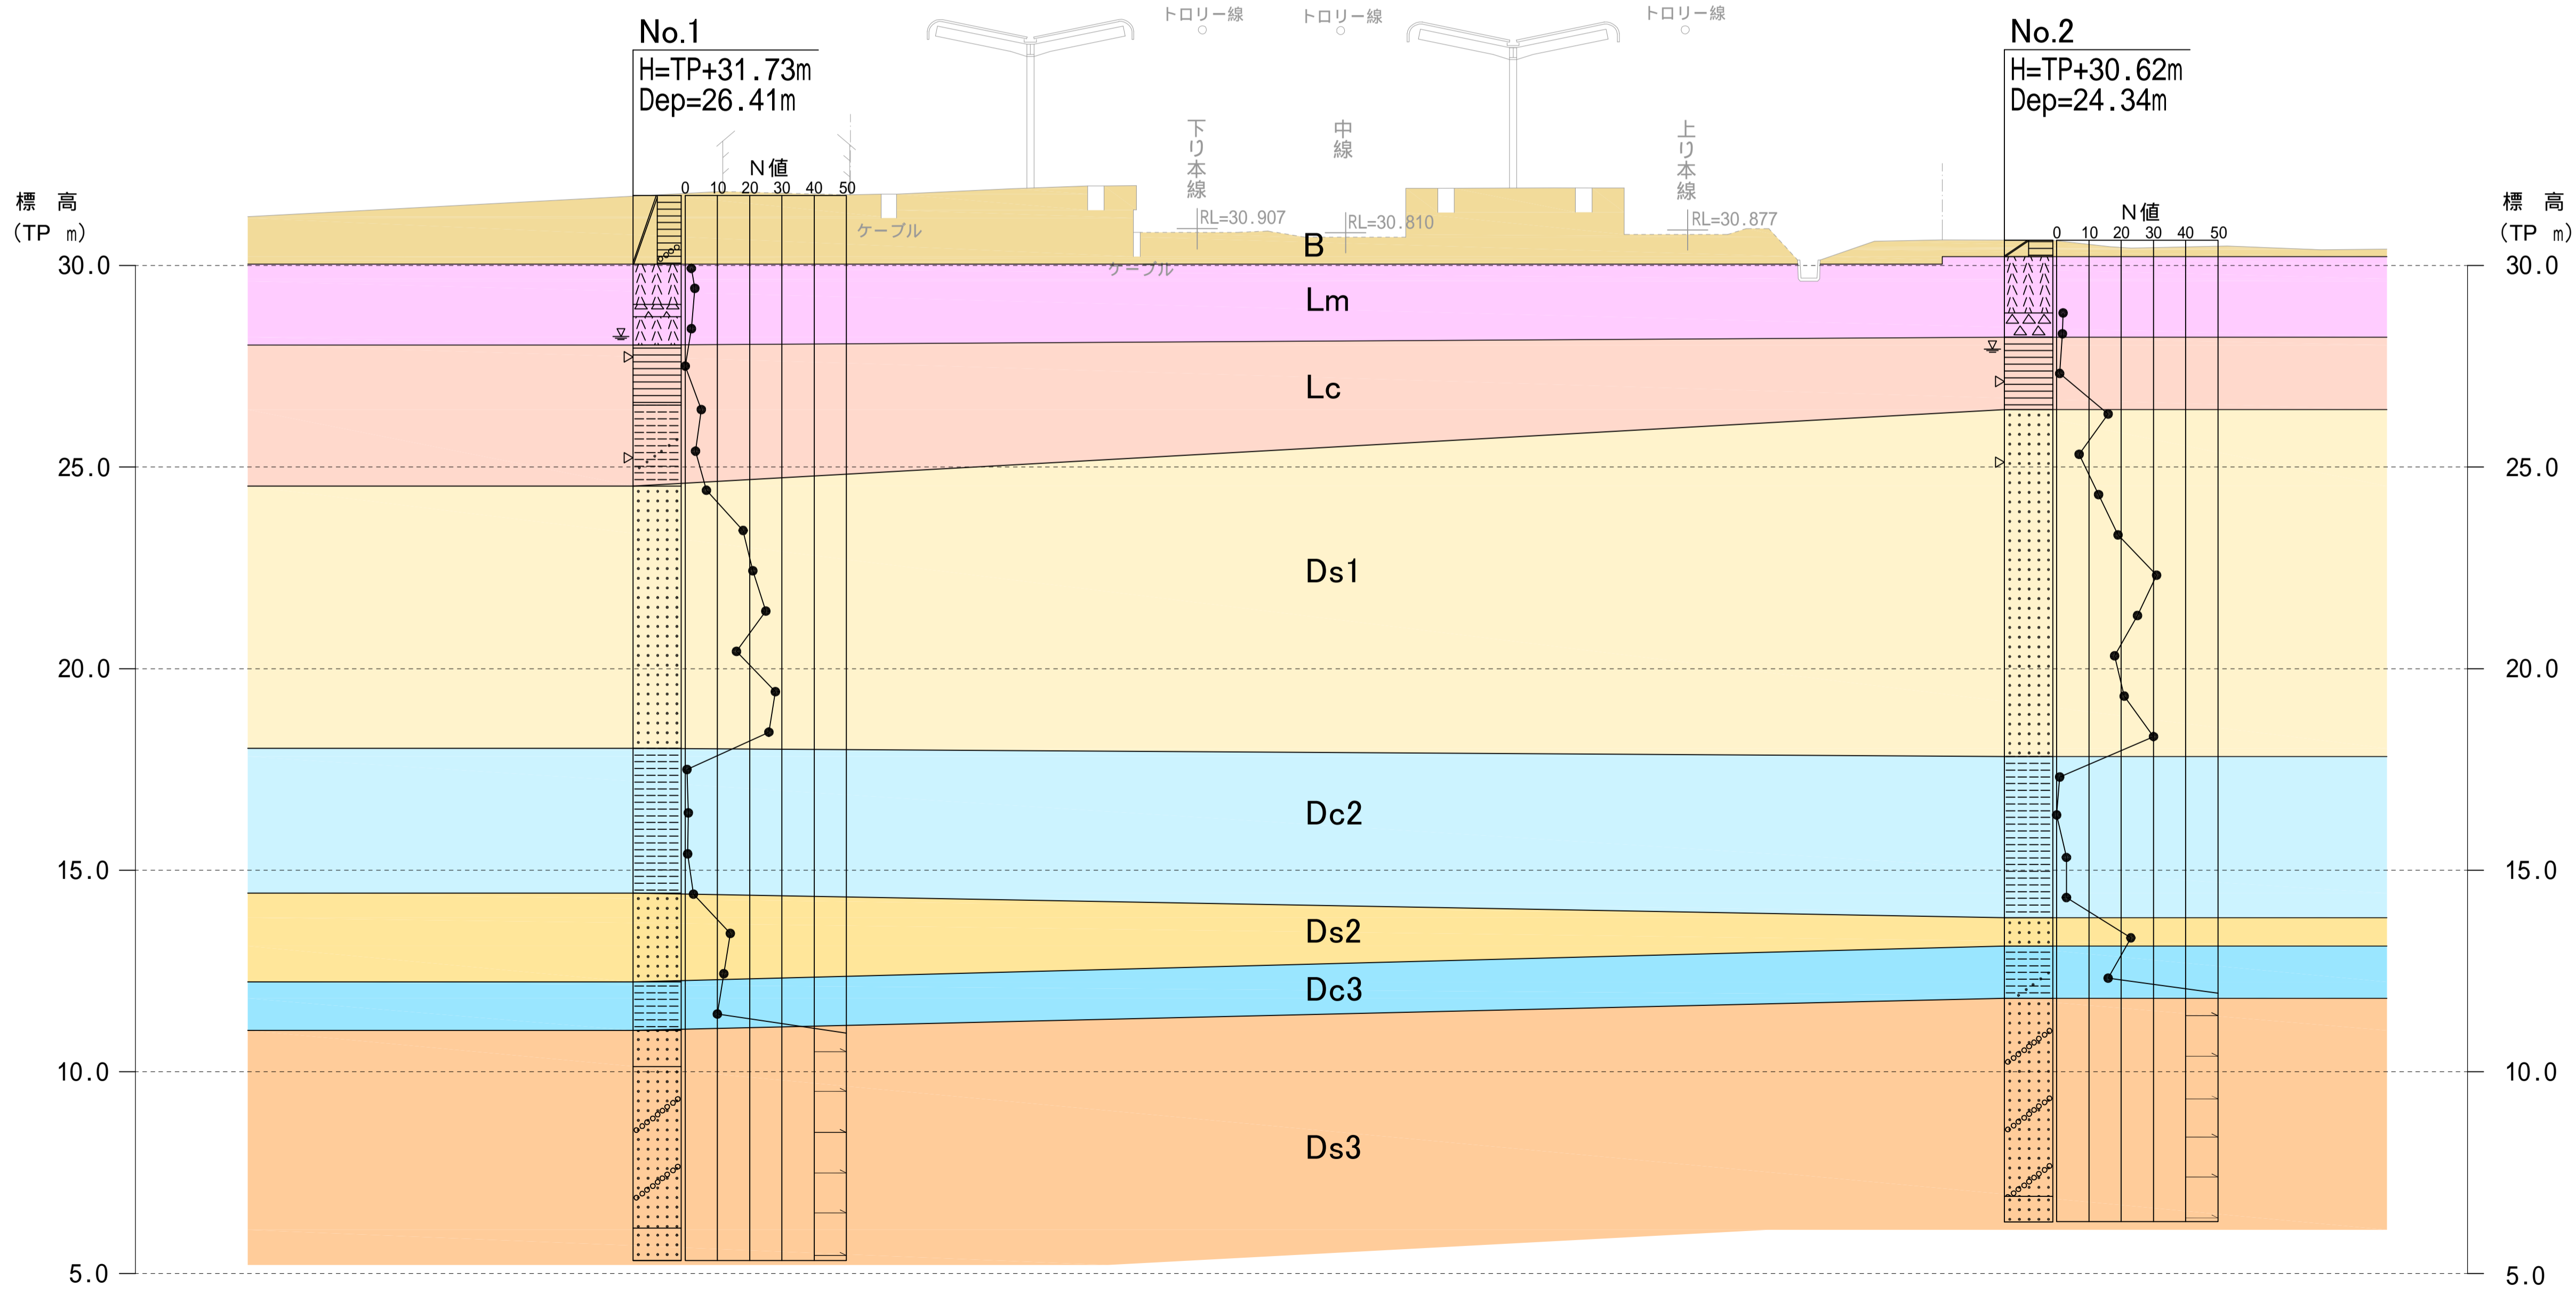 トロリー線
トロリー線
トロリー線
No.1
H=TP+31.73m
Dep=26.41m
No.2
H=TP+30.62m
Dep=24.34m
下り本線
中線
上り本線
N値
0 10 20 30 40 50
N値
0 10 20 30 40 50
標 高
(TP m)
標 高
(TP m)
RL=30.907
RL=30.810
RL=30.877
ケーブル
ケーブル
B
30.0
30.0
Lm
Lc
25.0
25.0
Ds1
20.0
20.0
Dc2
15.0
15.0
Ds2
Dc3
10.0
10.0
Ds3
5.0
5.0